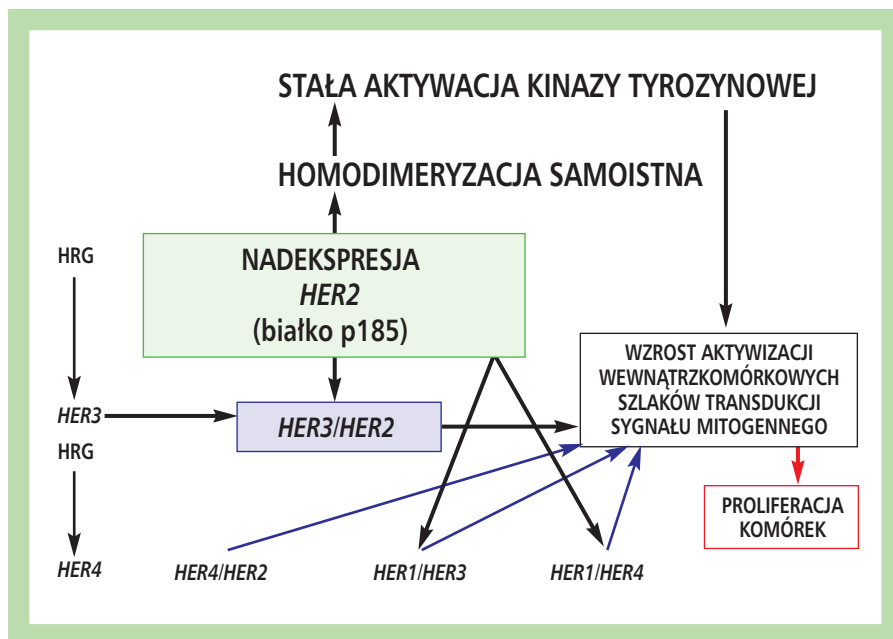 STAŁA AKTYWACJA KINAZY TYROZYNOWEJ
HOMODIMERYZACJA SAMOISTNA
HRG
NADEKSPRESJA
HER2
(białko p185)
WZROST AKTYWIZACJI
WEWNĄTRZKOMÓRKOWYCH
SZLAKÓW TRANSDUKCJI
SYGNAŁU MITOGENNEGO
HER3
HER3/HER2
HRG
PROLIFERACJA
KOMÓREK
HER4
HER4/HER2
HER1/HER3
HER1/HER4